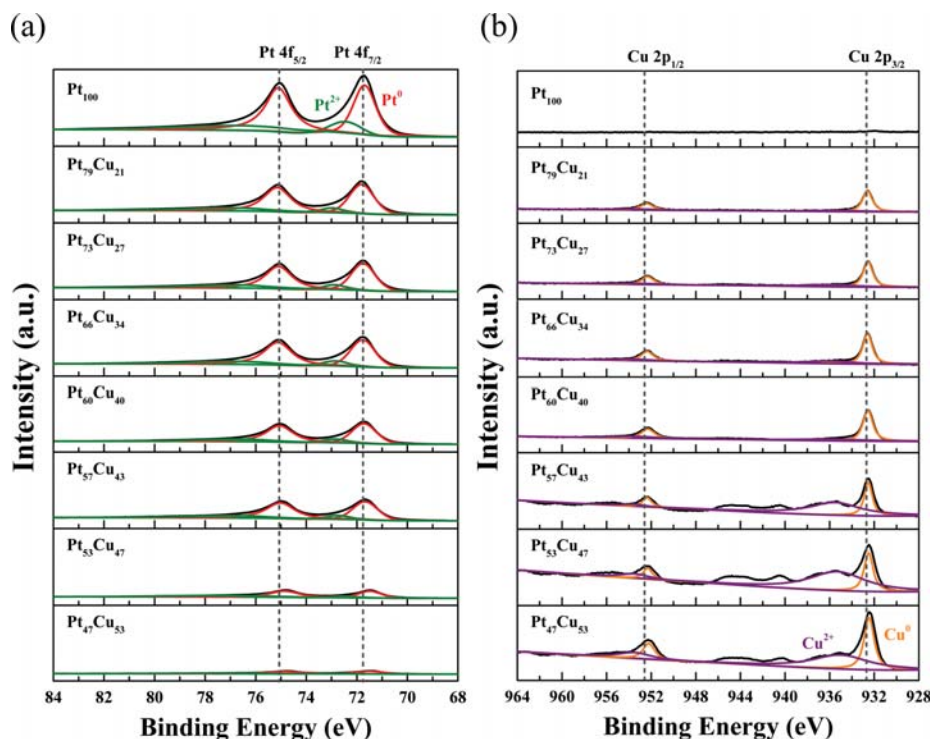 (a)
Pt 4f5/2 Pt 4f7/2
Pt100
Pt2+
Pt0
Pt79Cu21
Pt73Cu27
Pt66Cu34
Pt60Cu40
Pt57Cu43
Pt53Cu47
Pt47Cu53
Intensity (a.u.)
84 82 80 78 76 74 72 70 68
Binding Energy (eV)
(b)
Cu 2p1/2 Cu 2p3/2
Pt100
Pt79Cu21
Pt73Cu27
Pt66Cu34
Pt60Cu40
Pt57Cu43
Pt53Cu47
Pt47Cu53
Cu2+
Cu0
Intensity (a.u.)
964 960 956 952 948 944 940 936 932 928
Binding Energy (eV)